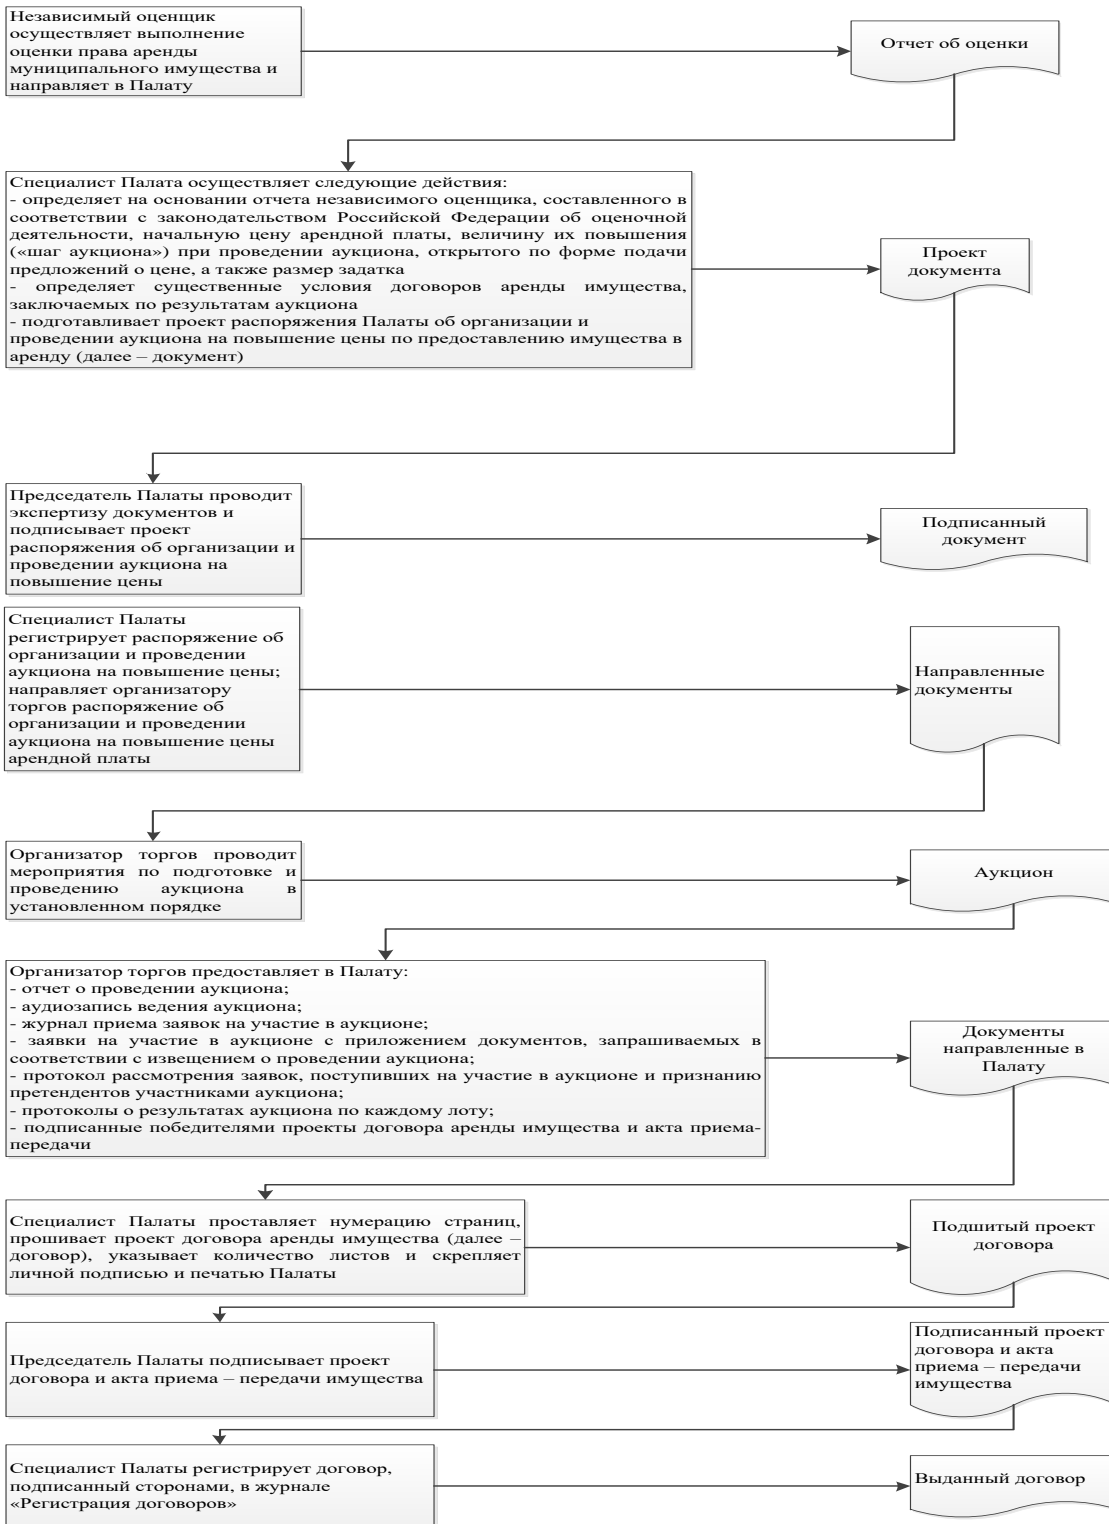 Независимый оценщик
осуществляет выполнение
оценки права аренды
муниципального имущества и
направляет в Палату
Отчет об оценки
Специалист Палата осуществляет следующие действия:
- определяет на основании отчета независимого оценщика, составленного в
соответствии с законодательством Российской Федерации об оценочной
деятельности, начальную цену арендной платы, величину их повышения
(«шаг аукциона») при проведении аукциона, открытого по форме подачи
предложений о цене, а также размер задатка
- определяет существенные условия договоров аренды имущества,
заключаемых по результатам аукциона
- подготавливает проект распоряжения Палаты об организации и
проведении аукциона на повышение цены по предоставлению имущества в
аренду (далее – документ)
Проект
документа
Председатель Палаты проводит
экспертизу документов и
подписывает проект
распоряжения об организации и
проведении аукциона на
повышение цены
Подписанный
документ
Специалист Палаты
регистрирует распоряжение об
организации и проведении
аукциона на повышение цены;
направляет организатору
торгов распоряжение об
организации и проведении
аукциона на повышение цены
арендной платы
Направленные
документы
Организатор торгов проводит
мероприятия по подготовке и
проведению аукциона в
установленном порядке
Аукцион
Организатор торгов предоставляет в Палату:
- отчет о проведении аукциона;
- аудиозапись ведения аукциона;
- журнал приема заявок на участие в аукционе;
- заявки на участие в аукционе с приложением документов, запрашиваемых в
соответствии с извещением о проведении аукциона;
- протокол рассмотрения заявок, поступивших на участие в аукционе и признанию
претендентов участниками аукциона;
- протоколы о результатах аукциона по каждому лоту;
- подписанные победителями проекты договора аренды имущества и акта приема-
передачи
Документы
направленные в
Палату
Специалист Палаты проставляет нумерацию страниц,
прошивает проект договора аренды имущества (далее –
договор), указывает количество листов и скрепляет
личной подписью и печатью Палаты
Подшитый проект
договора
Председатель Палаты подписывает проект
договора и акта приема – передачи имущества
Подписанный проект
договора и акта
приема – передачи
имущества
Специалист Палаты регистрирует договор,
подписанный сторонами, в журнале
«Регистрация договоров»
Выданный договор